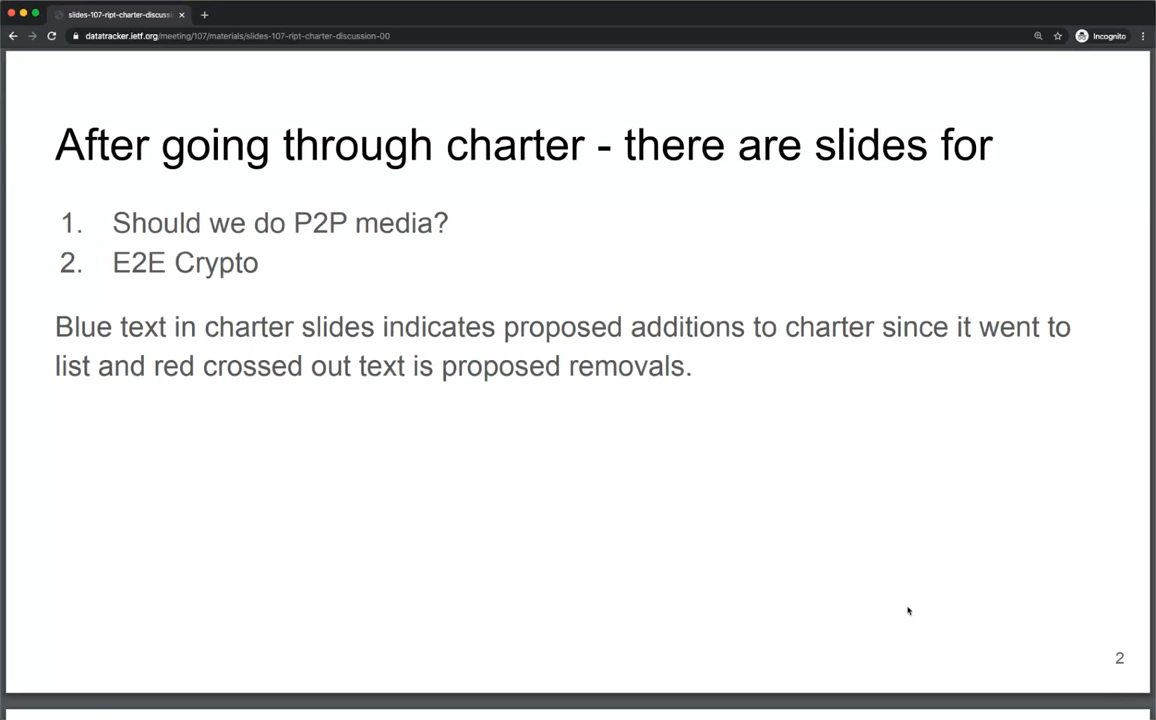 slides-107-ript-charter-discuss
datatracker.ietf.org/meeting/107/materials/slides-107-ript-charter-discussion-00
Incognito
After going through charter - there are slides for
1. Should we do P2P media?
2. E2E Crypto
Blue text in charter slides indicates proposed additions to charter since it went to
list and red crossed out text is proposed removals.
2